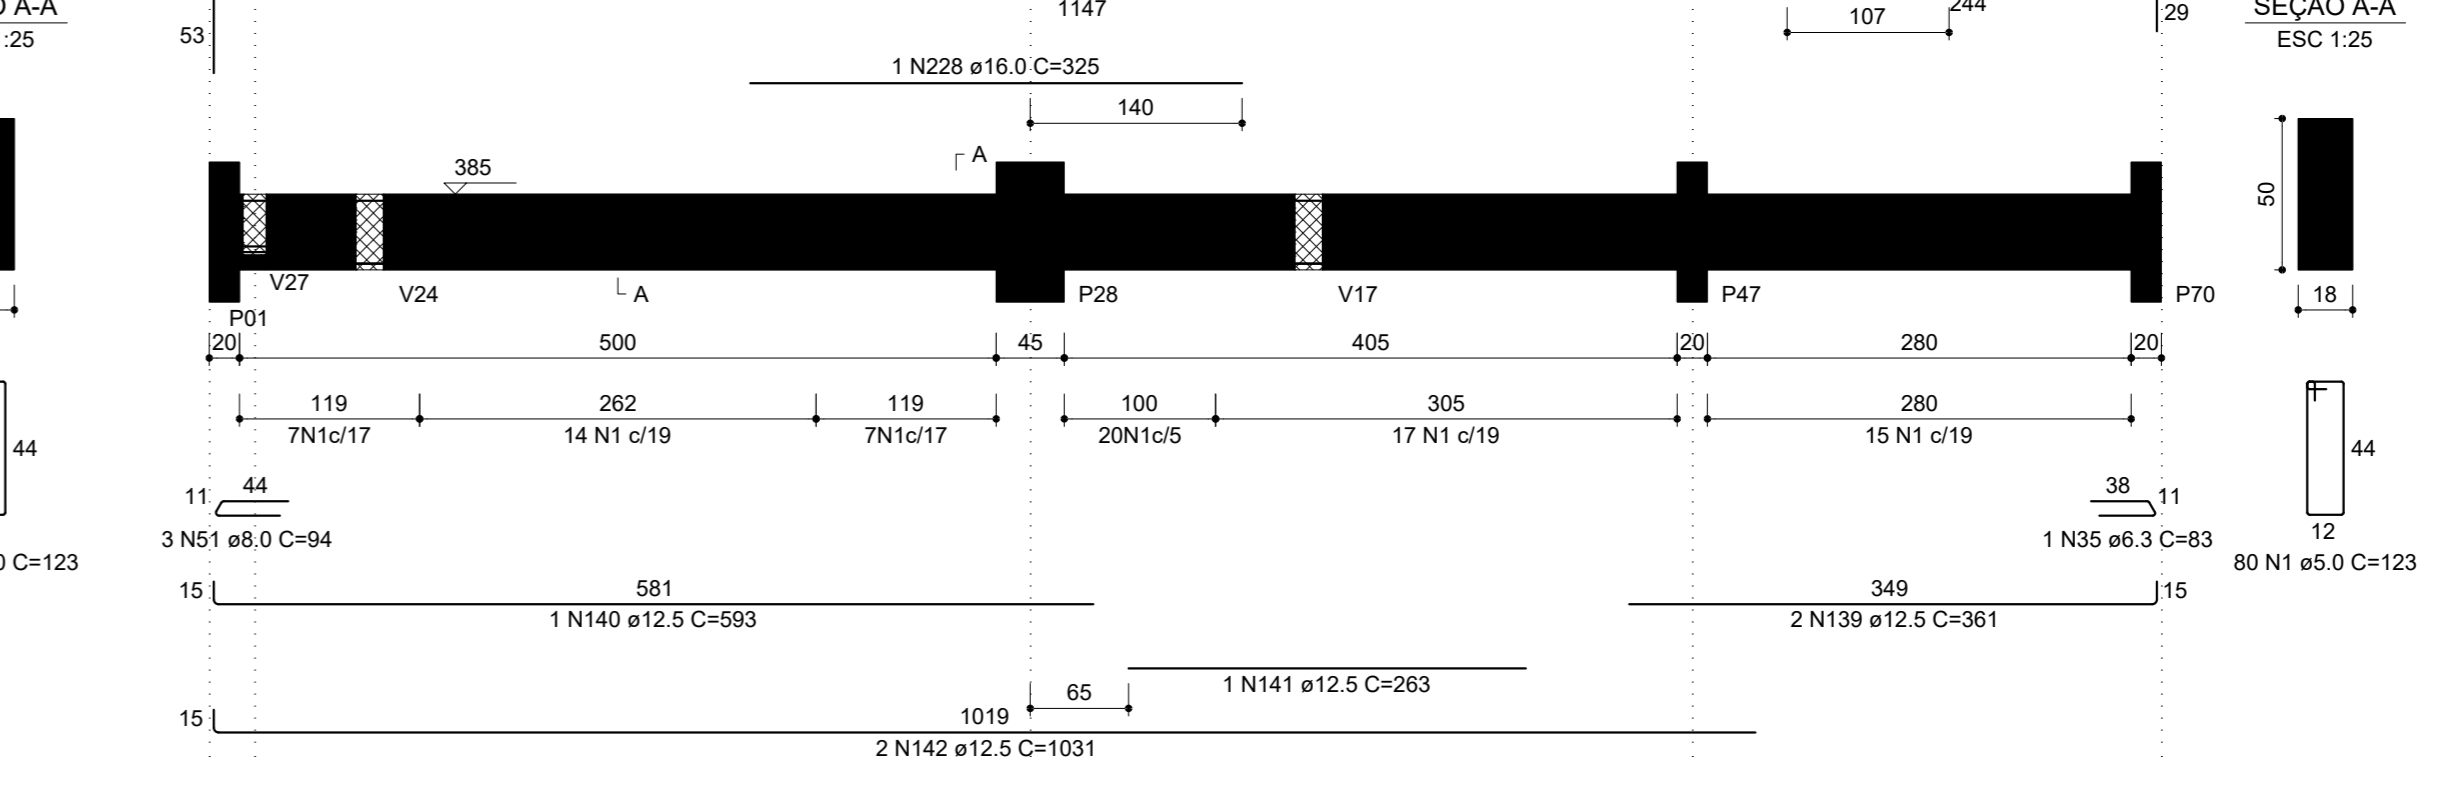 O A-A
1147
107
244
29
SEÇÃO A-A
:25
53
ESC 1:25
1 N228 ø16.0 C=325
140
A
385
50
V27
V24
A
P28
V17
P47
P70
18
P01
20
500
45
405
20
280
20
119
262
119
100
305
280
7N1c/17
14 N1 c/19
7N1c/17
20N1c/5
17 N1 c/19
15 N1 c/19
44
44
11
44
38
11
3 N51 ø8.0 C=94
1 N35 ø6.3 C=83
12
0 C=123
80 N1 ø5.0 C=123
15
581
349
15
1 N140 ø12.5 C=593
2 N139 ø12.5 C=361
1 N141 ø12.5 C=263
65
15
1019
2 N142 ø12.5 C=1031